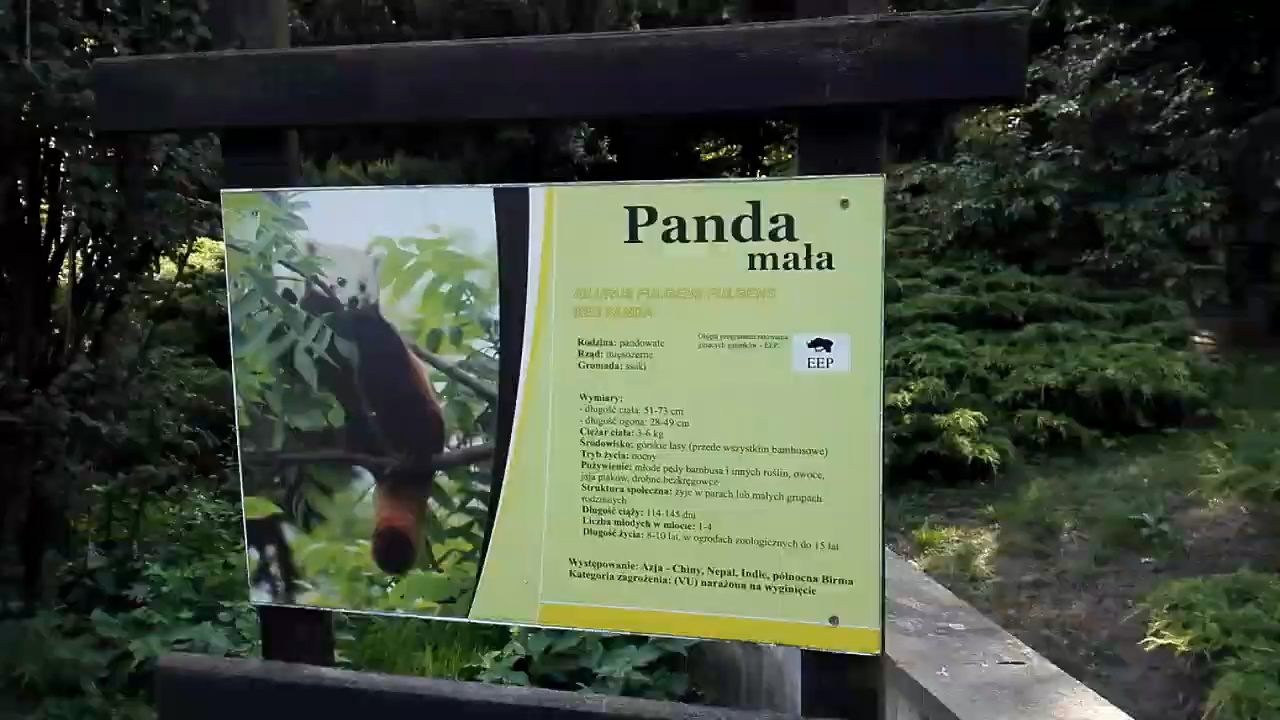 Panda
mała
AILURUS FULGENS FULGENS
RED PANDA
Rodzina: pandowate
Rząd: mięsożerne
Gromada: ssaki
Objęta programem ratowania
ginących gatunków - EEP.
EEP
Wymiary:
- długość ciała: 51-73 cm
- długość ogona: 28-49 cm
Ciężar ciała: 3-6 kg
Środowisko: górskie lasy (przede wszystkim bambusowe)
Tryb życia: nocny
Pożywienie: młode pędy bambusa i innych roślin, owoce,
jaja ptaków, drobne bezkręgowce
Struktura społeczna: żyje w parach lub małych grupach
rodzinnych
Długość ciąży: 114-145 dni
Liczba młodych w miocie: 1-4
Długość życia: 8-10 lat, w ogrodach zoologicznych do 15 lat
Występowanie: Azja - Chiny, Nepal, Indie, północna Birma
Kategoria zagrożenia: (VU) narażona na wyginięcie